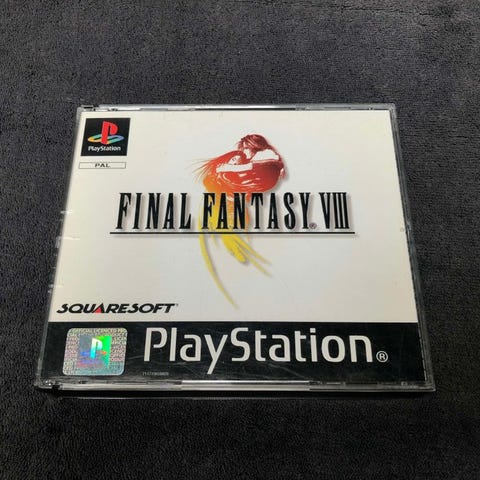 PlayStation
PAL
FINAL FANTASY® VIII
SQUARESOFT
PlayStation®